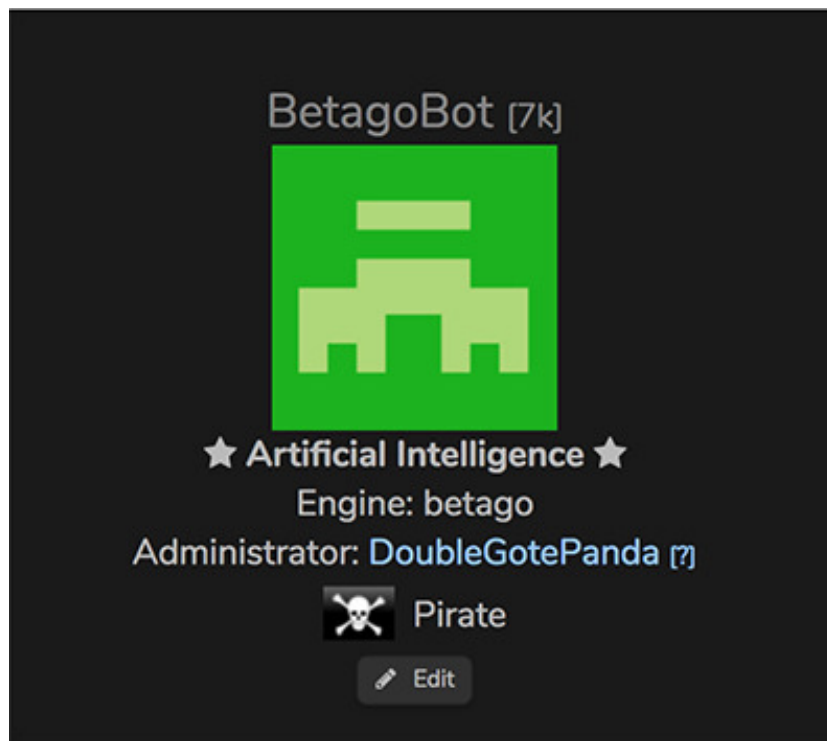 BetagoBot [7k]
★ Artificial Intelligence ★
Engine: betago
Administrator: DoubleGotePanda [?]
Pirate
Edit